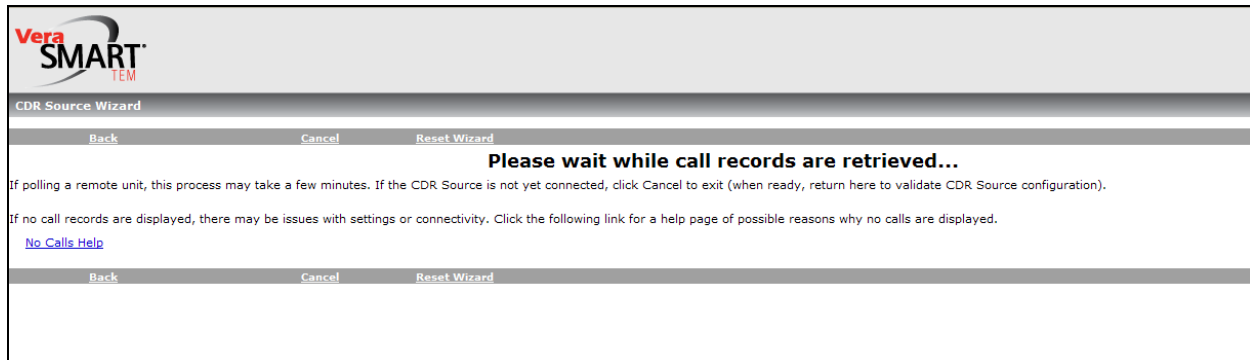 Vera
SMART
TEM
CDR Source Wizard
Back Cancel Reset Wizard
Please wait while call records are retrieved...
If polling a remote unit, this process may take a few minutes. If the CDR Source is not yet connected, click Cancel to exit (when ready, return here to validate CDR Source configuration).
If no call records are displayed, there may be issues with settings or connectivity. Click the following link for a help page of possible reasons why no calls are displayed.
No Calls Help
Back Cancel Reset Wizard